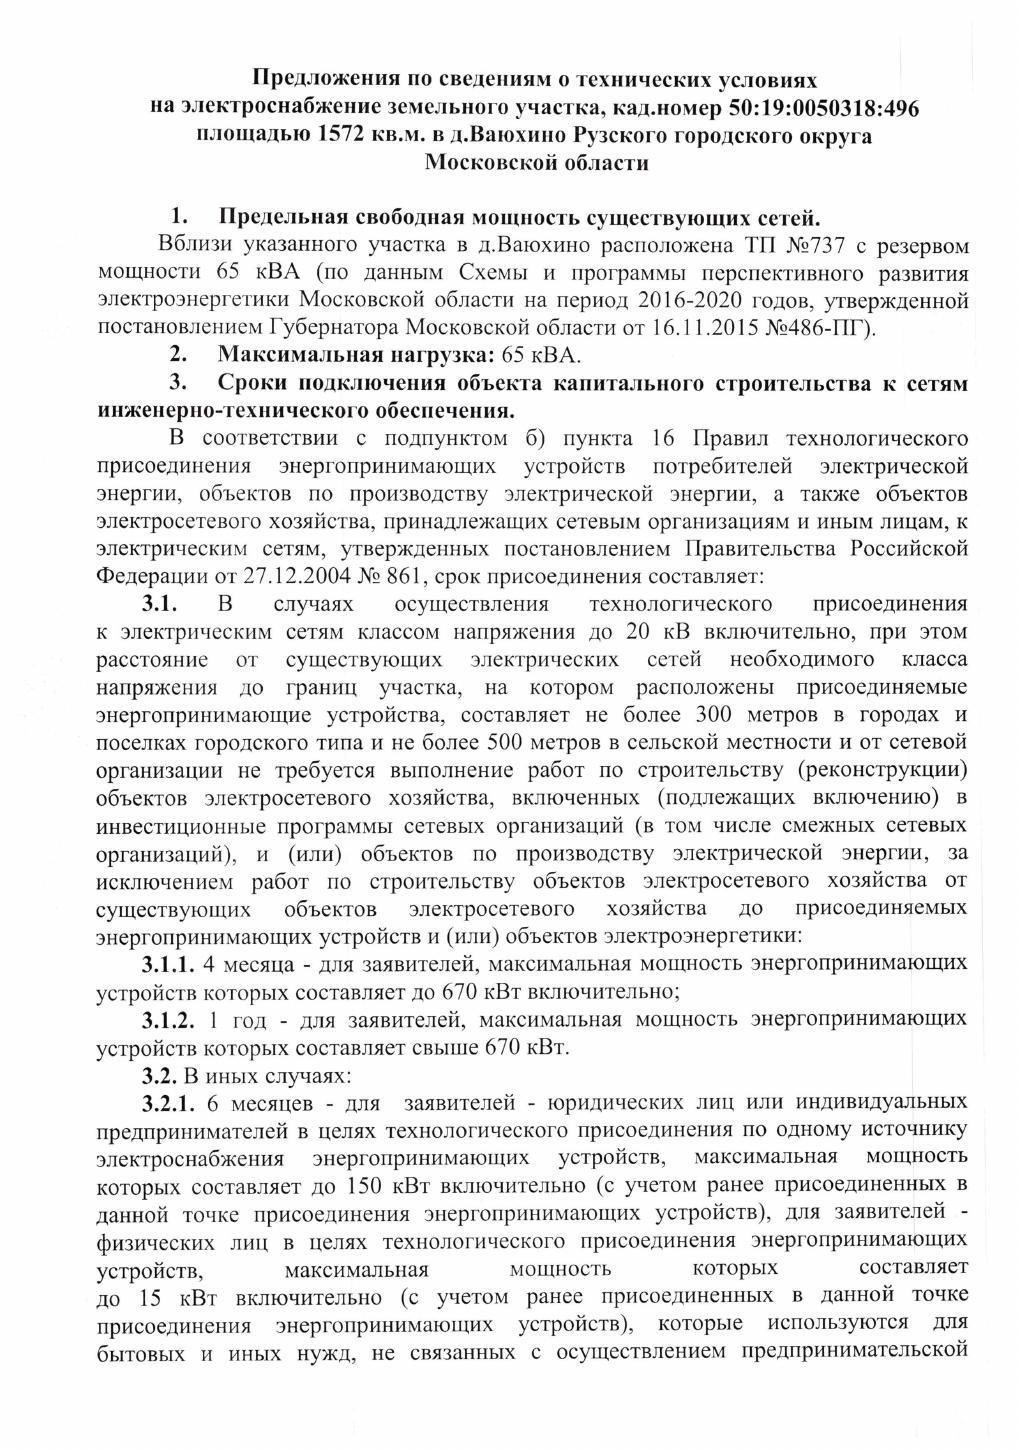 Предложения по сведениям о технических условиях
на электроснабжение земельного участка, кад.номер 50:19:0050318:496
площадью 1572 кв.м. в д.Ваюхино Рузского городского округа
Московской области
1. Предельная свободная мощность существующих сетей.
Вблизи указанного участка в д.Ваюхино расположена ТП №737 с резервом
мощности 65 кВА (по данным Схемы и программы перспективного развития
электроэнергетики Московской области на период 2016-2020 годов, утвержденной
постановлением Губернатора Московской области от 16.11.2015 №486-ПГ).
2. Максимальная нагрузка: 65 кВА.
3. Сроки подключения объекта капитального строительства к сетям
инженерно-технического обеспечения.
В соответствии с подпунктом б) пункта 16 Правил технологического
присоединения энергопринимающих устройств потребителей электрической
энергии, объектов по производству электрической энергии, а также объектов
электросетевого хозяйства, принадлежащих сетевым организациям и иным лицам, к
электрическим сетям, утвержденных постановлением Правительства Российской
Федерации от 27.12.2004 № 861, срок присоединения составляет:
3.1. В случаях осуществления технологического присоединения
к электрическим сетям классом напряжения до 20 кВ включительно, при этом
расстояние от существующих электрических сетей необходимого класса
напряжения до границ участка, на котором расположены присоединяемые
энергопринимающие устройства, составляет не более 300 метров в городах и
поселках городского типа и не более 500 метров в сельской местности и от сетевой
организации не требуется выполнение работ по строительству (реконструкции)
объектов электросетевого хозяйства, включенных (подлежащих включению) в
инвестиционные программы сетевых организаций (в том числе смежных сетевых
организаций), и (или) объектов по производству электрической энергии, за
исключением работ по строительству объектов электросетевого хозяйства от
существующих объектов электросетевого хозяйства до присоединяемых
энергопринимающих устройств и (или) объектов электроэнергетики:
3.1.1. 4 месяца - для заявителей, максимальная мощность энергопринимающих
устройств которых составляет до 670 кВт включительно;
3.1.2. 1 год - для заявителей, максимальная мощность энергопринимающих
устройств которых составляет свыше 670 кВт.
3.2. В иных случаях:
3.2.1. 6 месяцев - для заявителей - юридических лиц или индивидуальных
предпринимателей в целях технологического присоединения по одному источнику
электроснабжения энергопринимающих устройств, максимальная мощность
которых составляет до 150 кВт включительно (с учетом ранее присоединенных в
данной точке присоединения энергопринимающих устройств), для заявителей -
физических лиц в целях технологического присоединения энергопринимающих
устройств, максимальная мощность которых составляет
до 15 кВт включительно (с учетом ранее присоединенных в данной точке
присоединения энергопринимающих устройств), которые используются для
бытовых и иных нужд, не связанных с осуществлением предпринимательской